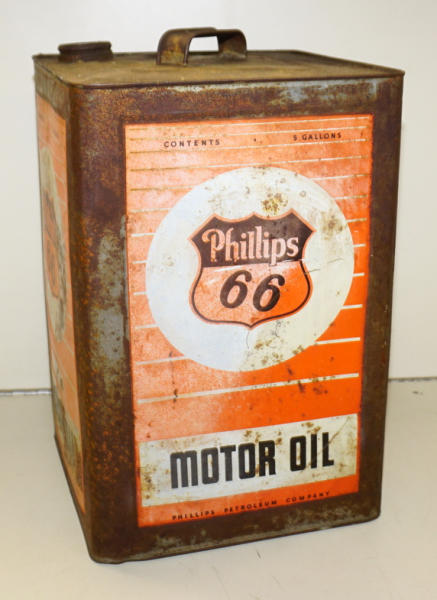 CONTENTS 5 GALLONS
Phillips
66
MOTOR OIL
PHILLIPS PETROLEUM COMPANY